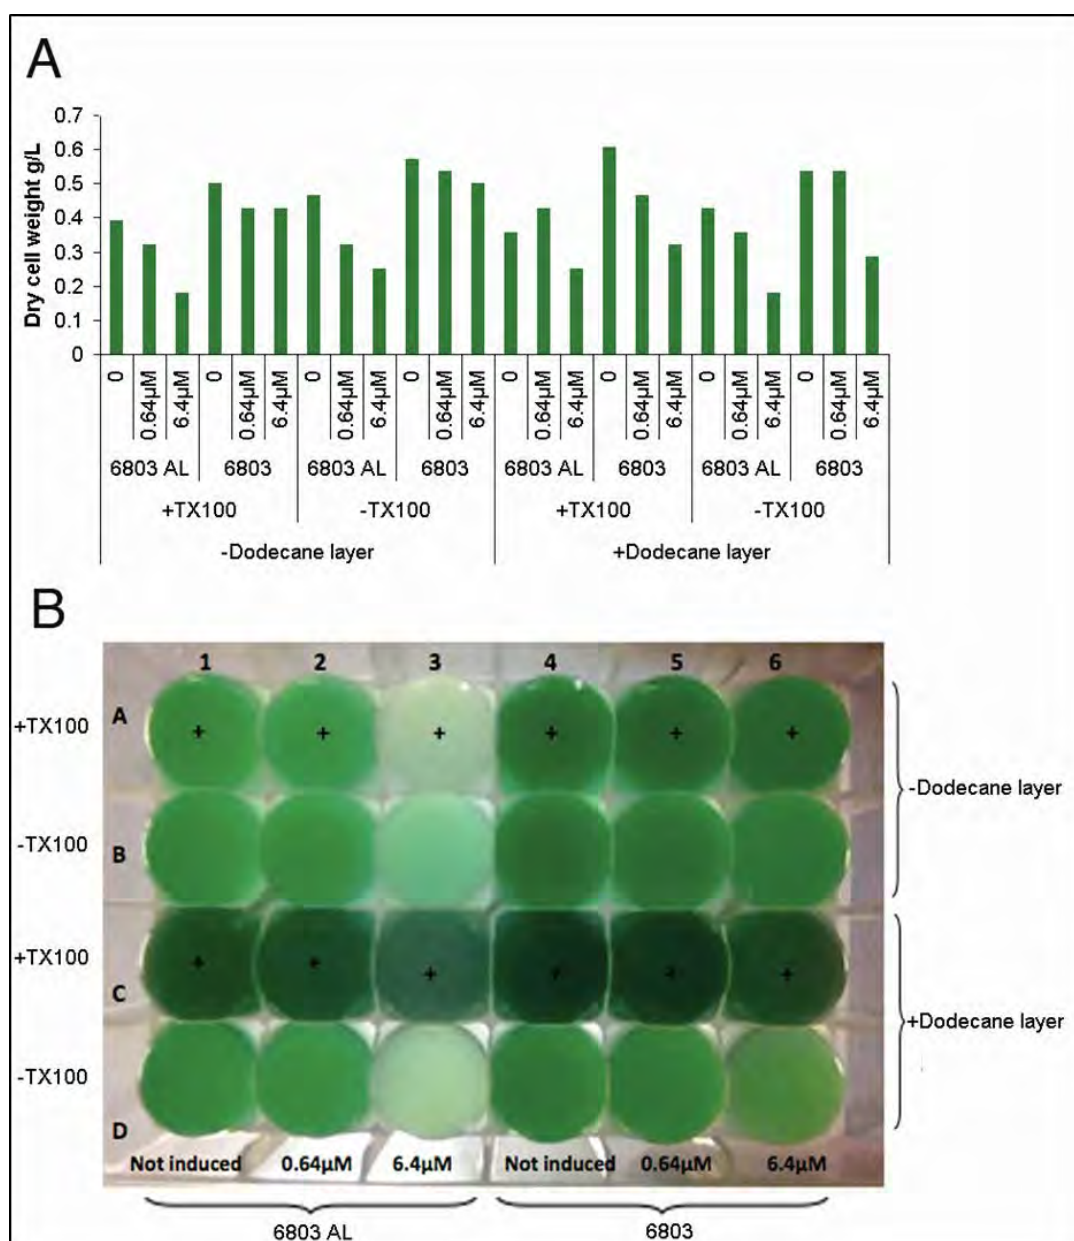 A
Dry cell weight g/L
0.7
0.6
0.5
0.4
0.3
0.2
0.1
0
0 0.64µM 6.4µM 0 0.64µM 6.4µM 0 0.64µM 6.4µM 0 0.64µM 6.4µM 0 0.64µM 6.4µM 0 0.64µM 6.4µM 0 0.64µM 6.4µM 0 0.64µM 6.4µM
6803 AL 6803 6803 AL 6803 6803 AL 6803 6803 AL 6803
+TX100 -TX100 +TX100 -TX100
-Dodecane layer +Dodecane layer
B
1 2 3 4 5 6
+TX100 A + + + + + +
-Dodecane layer
-TX100 B
+TX100 C + + + + + +
+Dodecane layer
-TX100 D
Not induced 0.64µM 6.4µM Not induced 0.64µM 6.4µM
6803 AL 6803